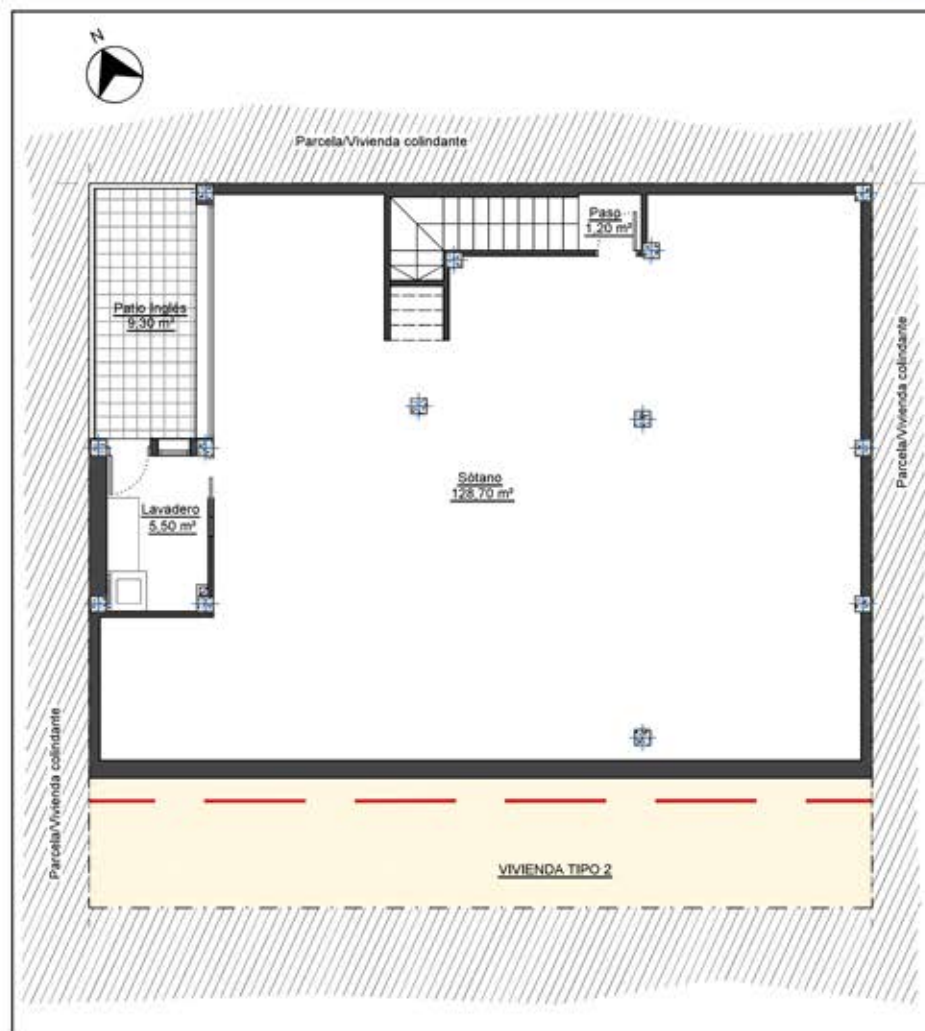 N
Parcela/Vivienda colindante
Paso
1,20 m²
Patio Inglés
9,30 m²
Parcela/Vivienda colindante
Sótano
128,70 m²
Lavadero
5,50 m²
Parcela/Vivienda colindante
VIVIENDA TIPO 2